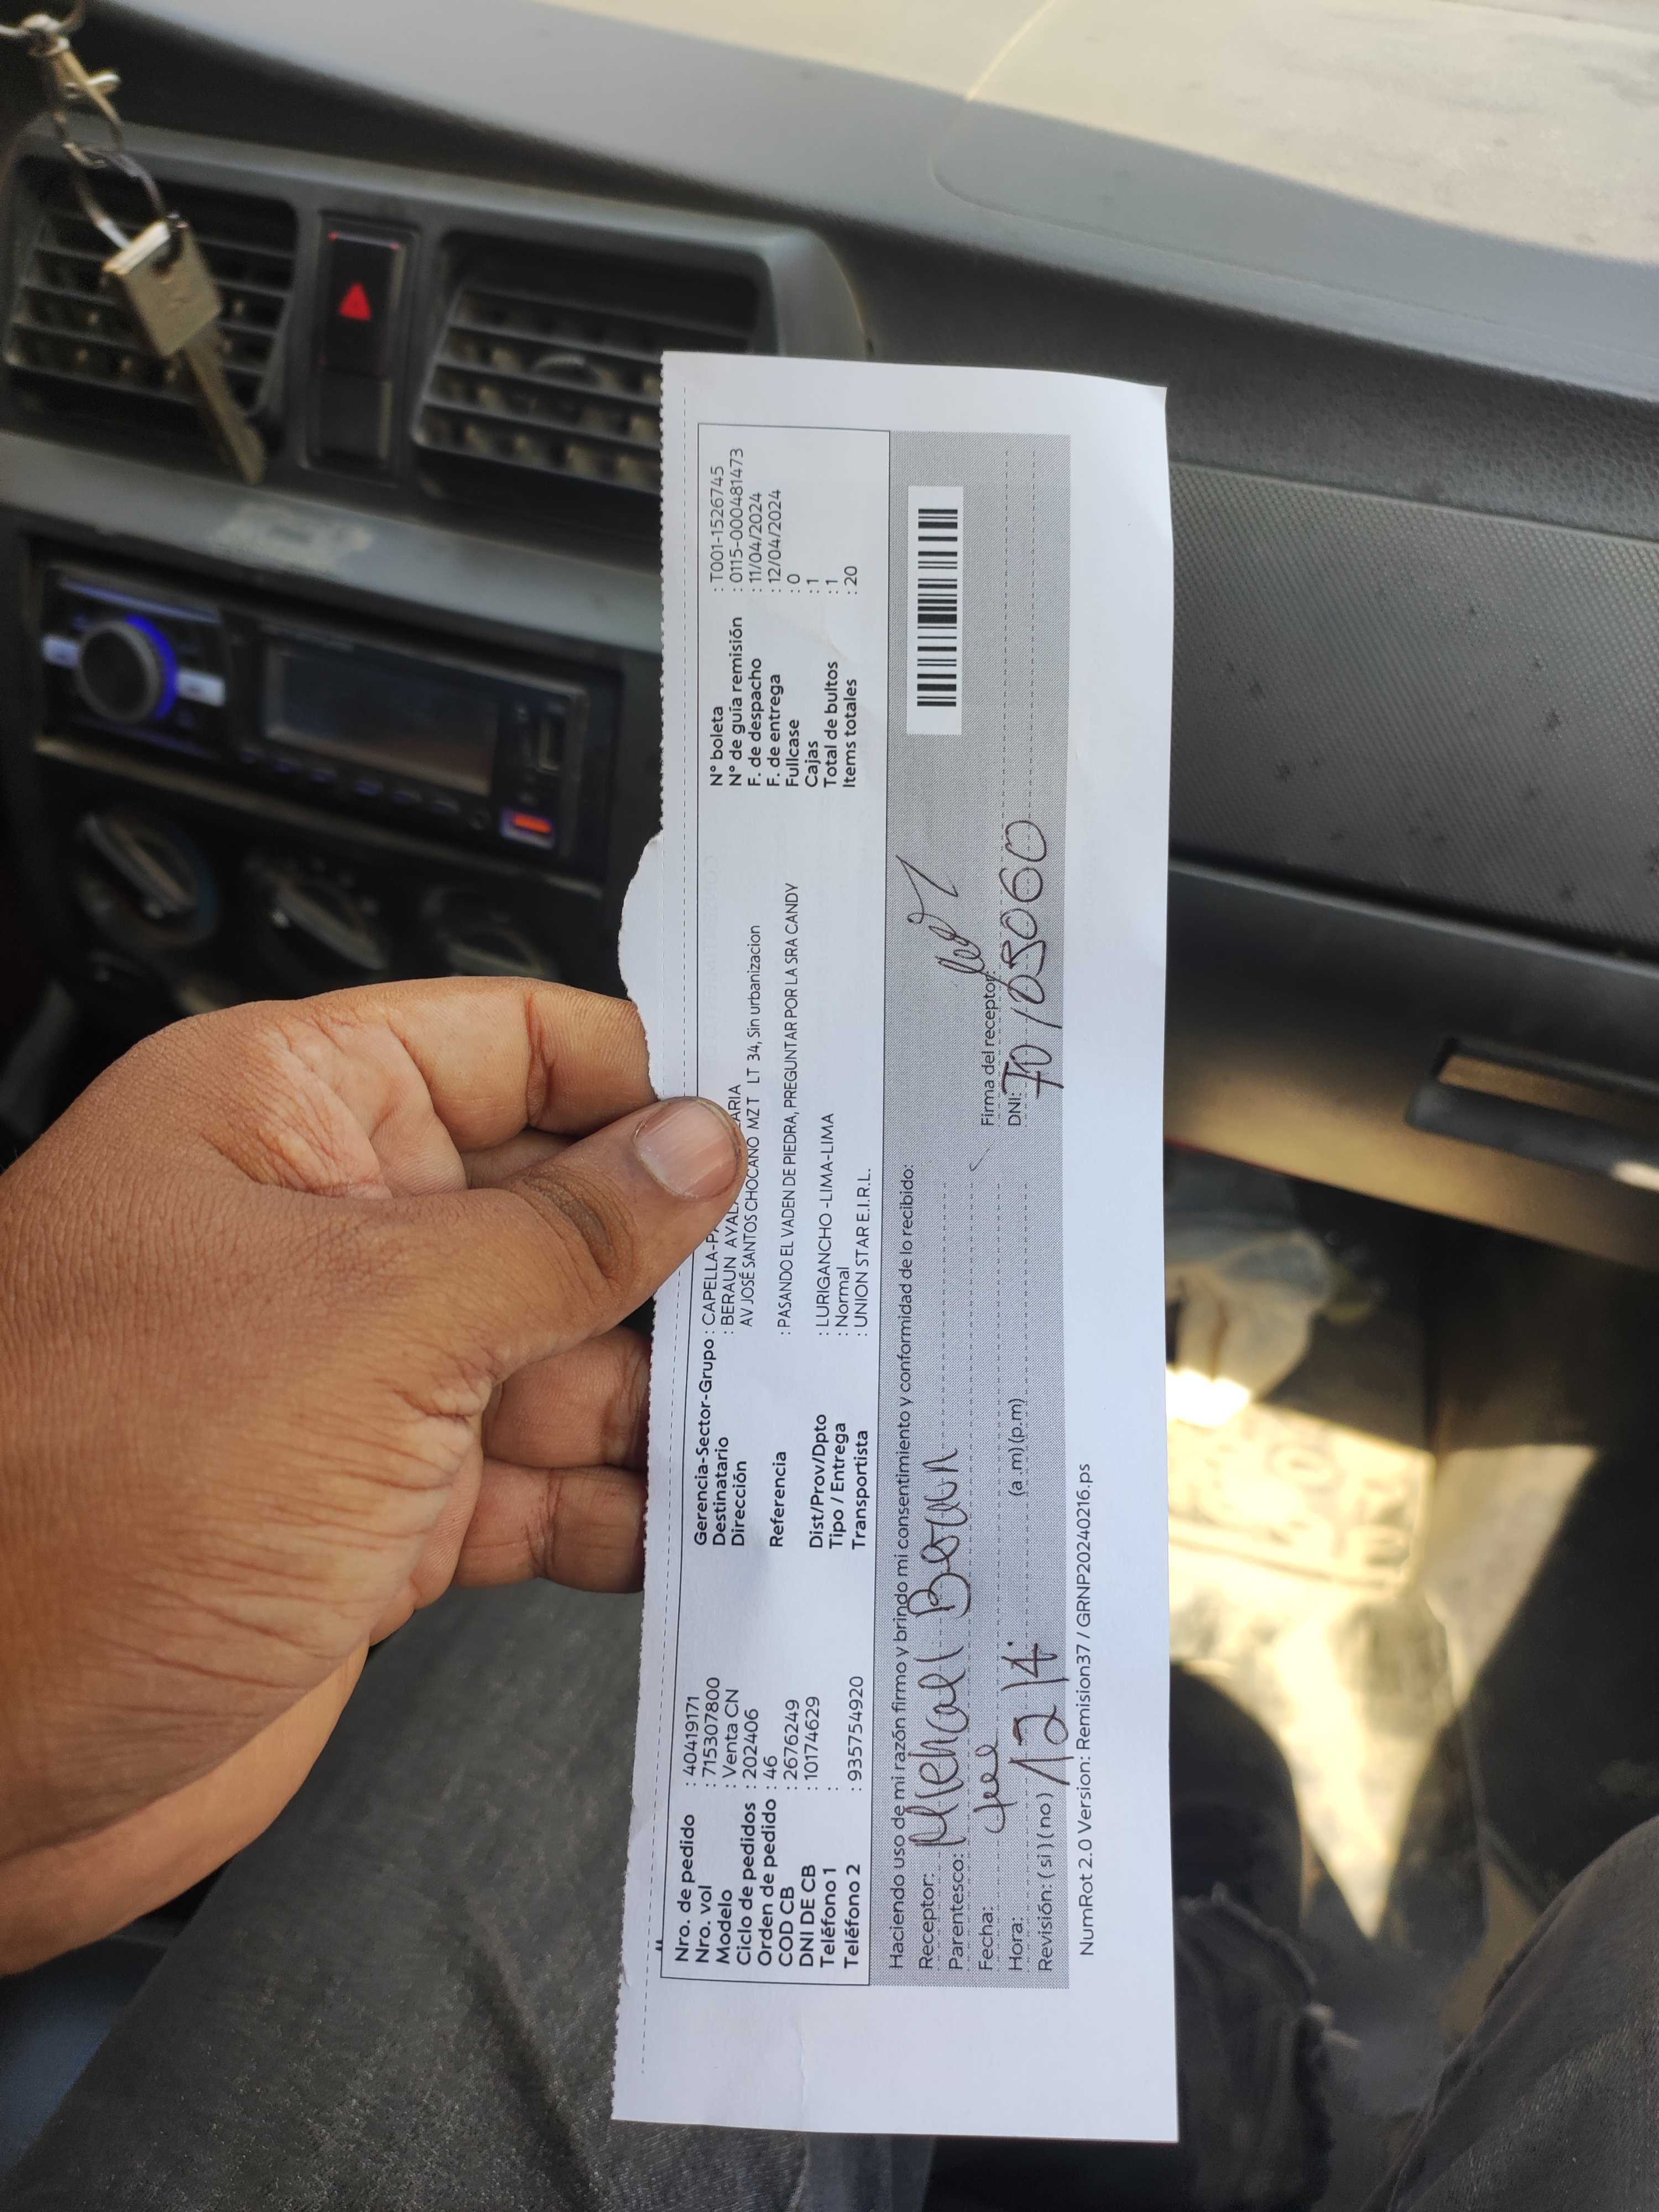 Nro. de pedido : 40419171
Nro. vol : 715307800
Modelo : Venta CN
Ciclo de pedidos : 202406
Orden de pedido : 46
COD CB : 2676249
DNI DE CB : 10174629
Teléfono 1 :
Teléfono 2 : 935754920
Gerencia-Sector-Grupo : CAPELLA-P
Destinatario : BERAUN AYAL ARIA
Dirección AV JOSÉ SANTOS CHOCANO MZ T LT 34, Sin urbanizacion
Referencia : PASANDO EL VADEN DE PIEDRA, PREGUNTAR POR LA SRA CANDY
Dist/Prov/Dpto : LURIGANCHO -LIMA-LIMA
Tipo / Entrega : Normal
Transportista : UNION STAR E.I.R.L.
N° boleta : T001-1526745
N° de guía remisión : 0115-000481473
F. de despacho : 11/04/2024
F. de entrega : 12/04/2024
Fullcase : 0
Cajas : 1
Total de bultos : 1
Items totales : 20
Haciendo uso de mi razón firmo y brindo mi consentimiento y conformidad de lo recibido:
Receptor: Beraun
Parentesco:
Fecha:
Hora: 12/4 (a.m) (p.m)
Revisión: ( si ) ( no )
Firma del receptor:
DNI:
NumRot 2.0 Version: Remision37 / GRNP20240216.ps